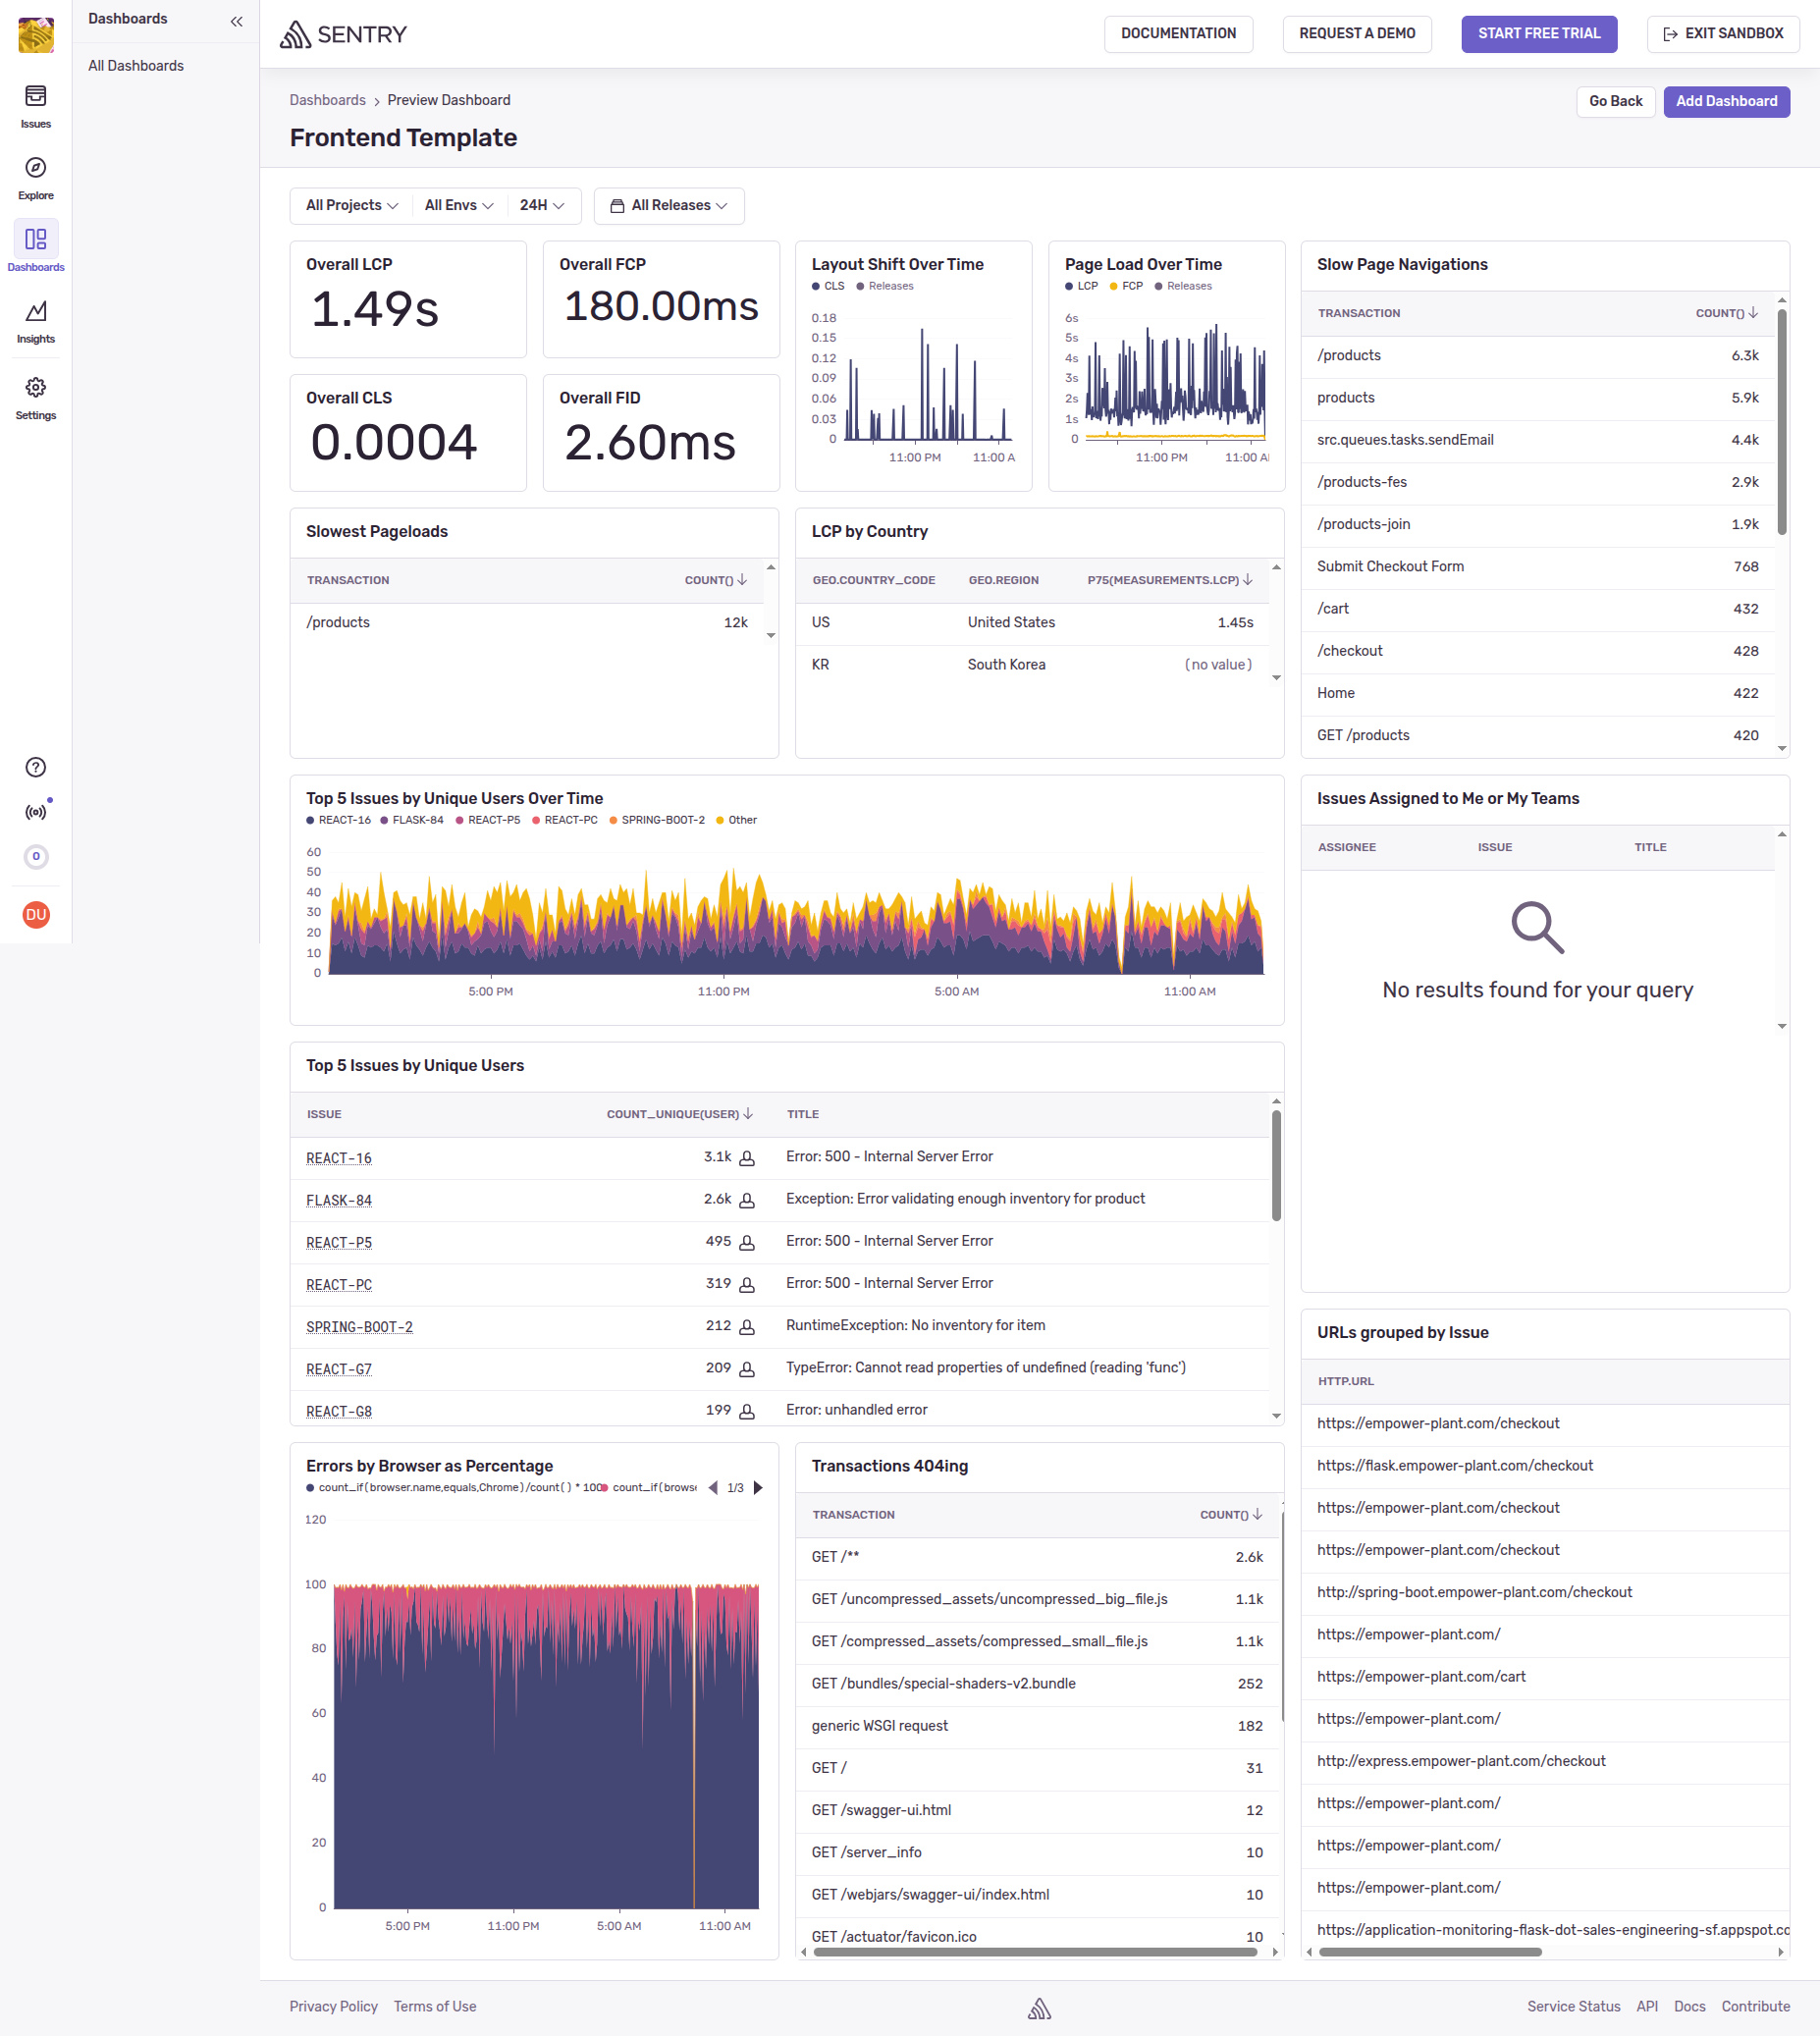 Dashboards
All Dashboards
Issues
Explore
Dashboards
Insights
Settings
0
DU
SENTRY
DOCUMENTATION
REQUEST A DEMO
START FREE TRIAL
EXIT SANDBOX
Dashboards > Preview Dashboard
Go Back
Add Dashboard
Frontend Template
All Projects
All Envs
24H
All Releases
Overall LCP
1.49s
Overall FCP
180.00ms
Overall CLS
0.0004
Overall FID
2.60ms
Layout Shift Over Time
CLS Releases
0.18
0.15
0.12
0.09
0.06
0.03
0
11:00 PM 11:00 A
Page Load Over Time
LCP FCP Releases
6s
5s
4s
3s
2s
1s
0
11:00 PM 11:00 A
Slow Page Navigations
TRANSACTION COUNT()
/products 6.3k
products 5.9k
src.queues.tasks.sendEmail 4.4k
/products-fes 2.9k
/products-join 1.9k
Submit Checkout Form 768
/cart 432
/checkout 428
Home 422
GET /products 420
Slowest Pageloads
TRANSACTION COUNT()
/products 12k
LCP by Country
GEO.COUNTRY_CODE GEO.REGION P75(MEASUREMENTS.LCP)
US United States 1.45s
KR South Korea (no value)
Top 5 Issues by Unique Users Over Time
REACT-16 FLASK-84 REACT-P5 REACT-PC SPRING-BOOT-2 Other
60
50
40
30
20
10
0
5:00 PM 11:00 PM 5:00 AM 11:00 AM
Issues Assigned to Me or My Teams
ASSIGNEE ISSUE TITLE
No results found for your query
Top 5 Issues by Unique Users
ISSUE COUNT_UNIQUE(USER) TITLE
REACT-16 3.1k Error: 500 - Internal Server Error
FLASK-84 2.6k Exception: Error validating enough inventory for product
REACT-P5 495 Error: 500 - Internal Server Error
REACT-PC 319 Error: 500 - Internal Server Error
SPRING-BOOT-2 212 RuntimeException: No inventory for item
REACT-G7 209 TypeError: Cannot read properties of undefined (reading 'func')
REACT-G8 199 Error: unhandled error
URLs grouped by Issue
HTTP.URL
https://empower-plant.com/checkout
https://flask.empower-plant.com/checkout
https://empower-plant.com/checkout
https://empower-plant.com/checkout
http://spring-boot.empower-plant.com/checkout
https://empower-plant.com/
https://empower-plant.com/cart
https://empower-plant.com/
http://express.empower-plant.com/checkout
https://empower-plant.com/
https://empower-plant.com/
https://empower-plant.com/
https://application-monitoring-flask-dot-sales-engineering-sf.appspot.co
Errors by Browser as Percentage
count_if(browser.name,equals,Chrome)/count() * 100 count_if(brows 1/3
120
100
80
60
40
20
0
5:00 PM 11:00 PM 5:00 AM 11:00 AM
Transactions 404ing
TRANSACTION COUNT()
GET /** 2.6k
GET /uncompressed_assets/uncompressed_big_file.js 1.1k
GET /compressed_assets/compressed_small_file.js 1.1k
GET /bundles/special-shaders-v2.bundle 252
generic WSGI request 182
GET / 31
GET /swagger-ui.html 12
GET /server_info 10
GET /webjars/swagger-ui/index.html 10
GET /actuator/favicon.ico 10
Privacy Policy Terms of Use
Service Status API Docs Contribute